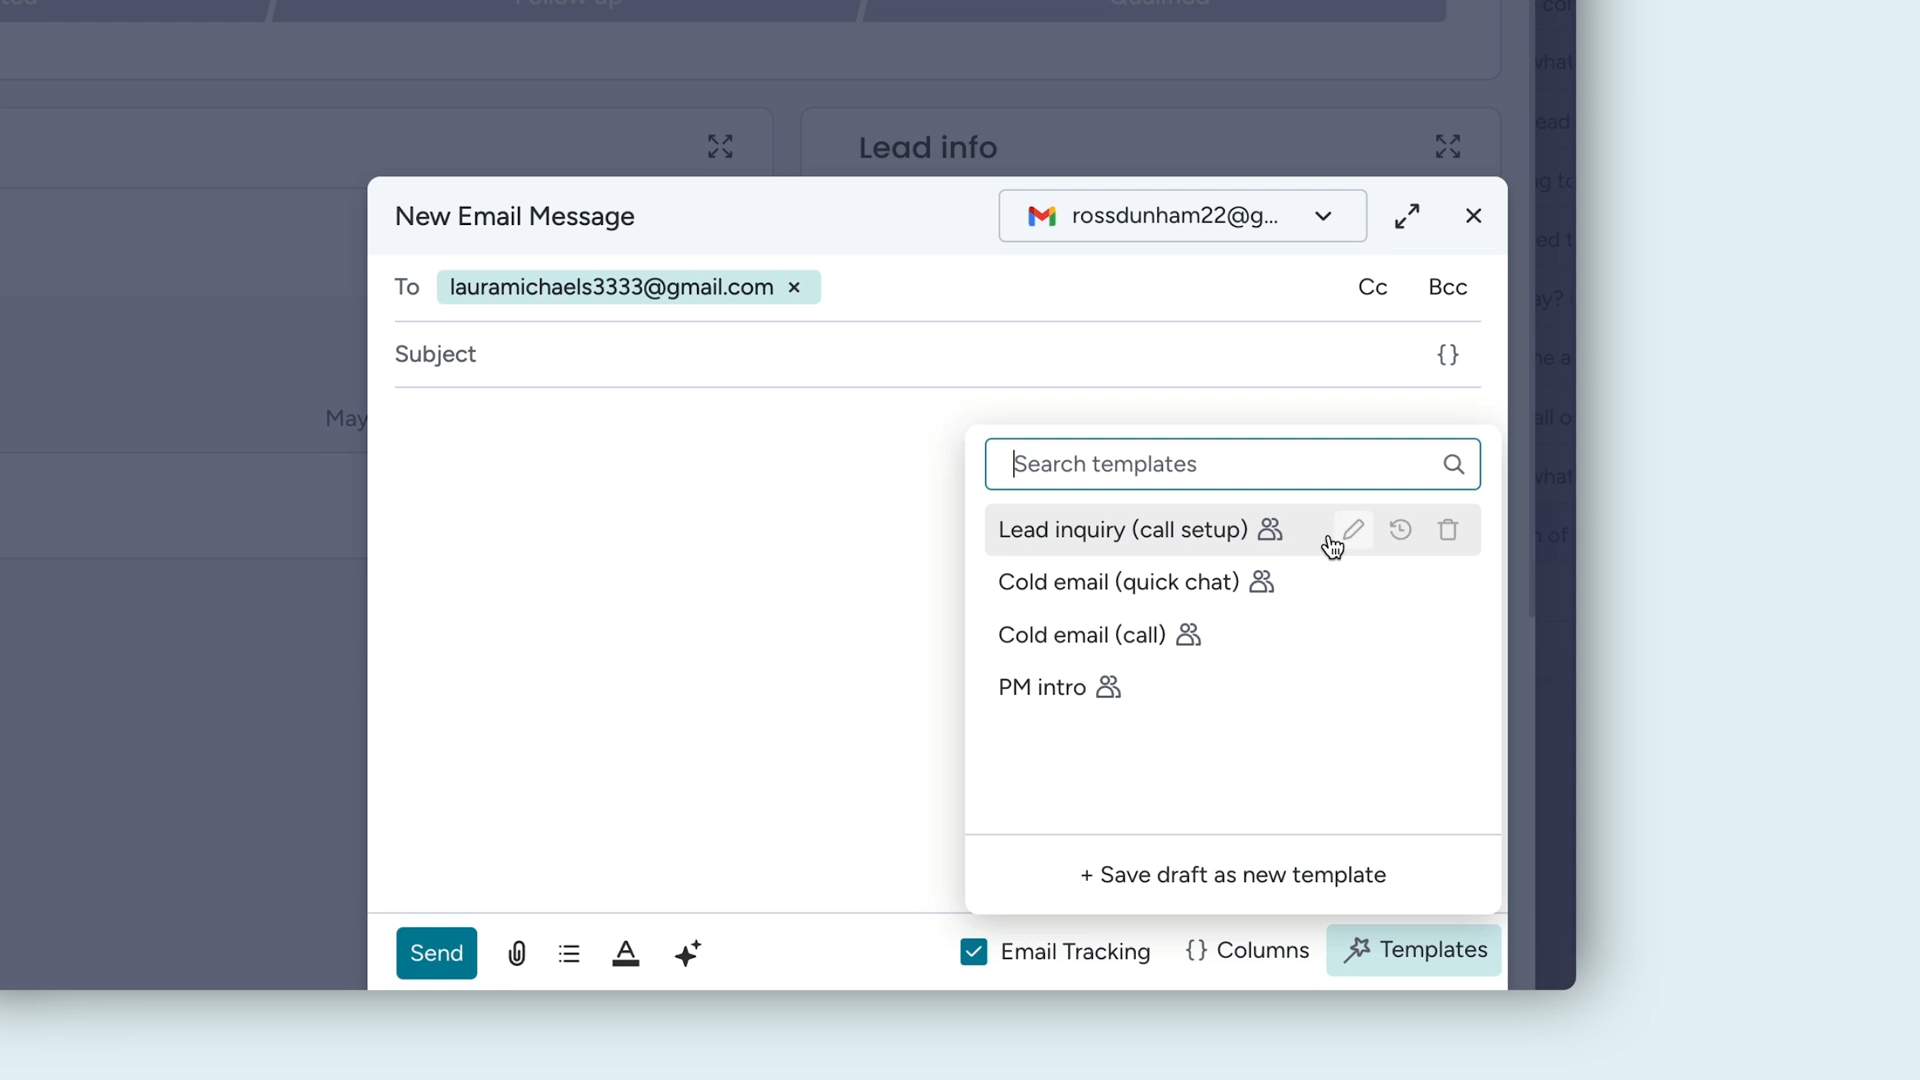 Lead info
New Email Message
rossdunham22@g...
To lauramichaels3333@gmail.com ×
Cc Bcc
Subject {}
May
Search templates
Lead inquiry (call setup)
Cold email (quick chat)
Cold email (call)
PM intro
+ Save draft as new template
Send
Email Tracking
{} Columns
Templates